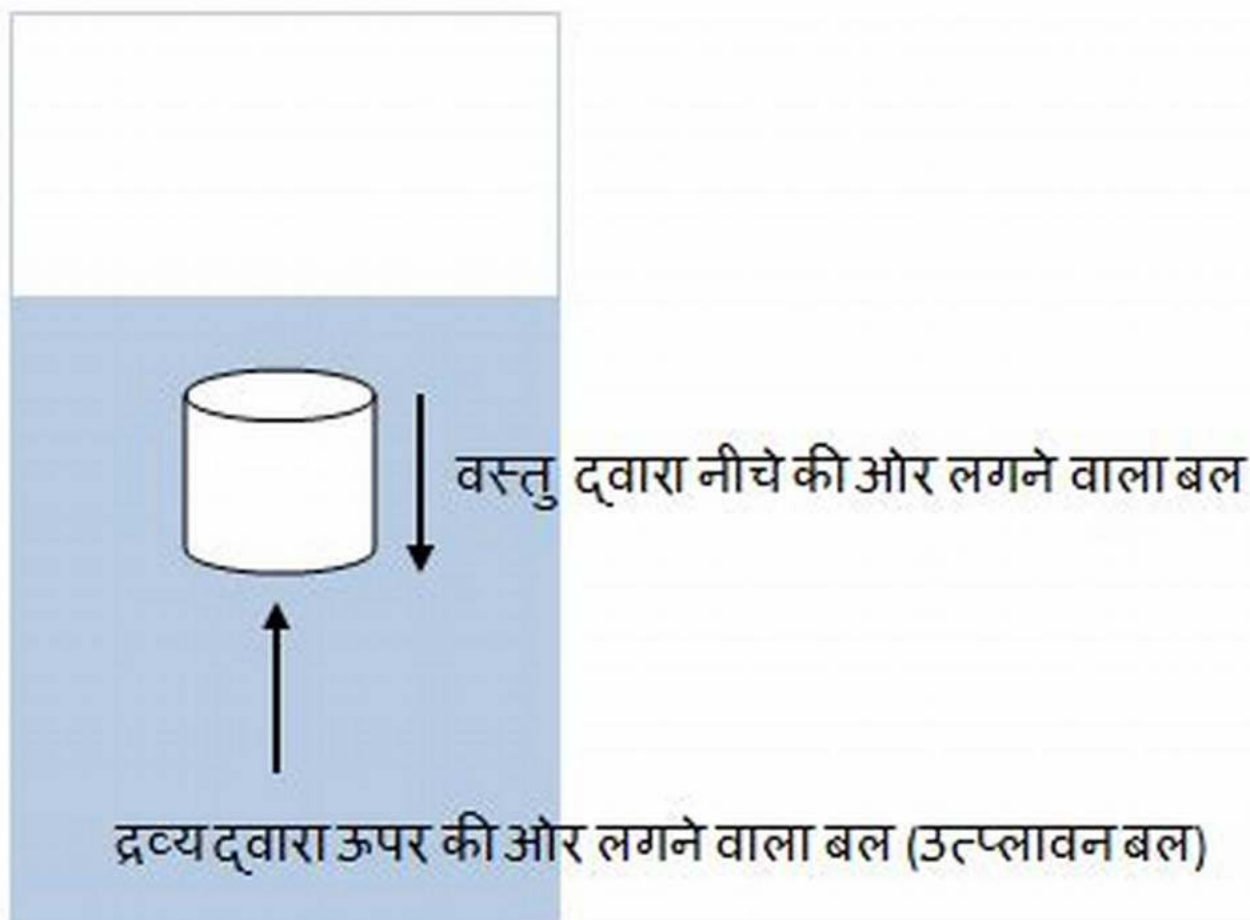 वस्तु द्वारा नीचे की ओर लगने वाला बल
द्रव्य द्वारा ऊपर की ओर लगने वाला बल (उत्प्लावन बल)